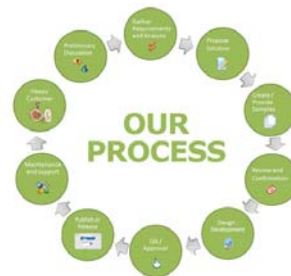 Gather
Requirements
and Analysis
Propose
Solution
Create /
Provide
Samples
Review and
Confirmation
Design /
Development
QA /
Approval
Publish or
Release
Maintenance
and Support
Happy
Customer
Preliminary
Discussion
OUR
PROCESS